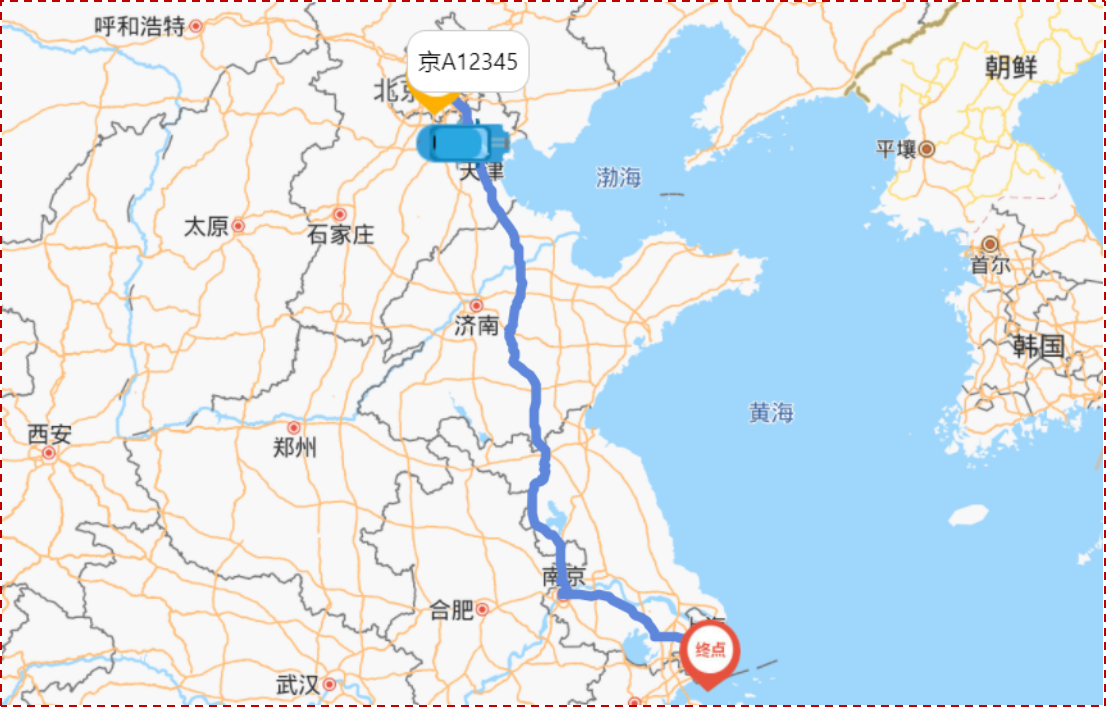 呼和浩特
京A12345
北京
朝鲜
平壤
天津
渤海
太原
石家庄
首尔
济南
韩国
黄海
西安
郑州
南京
合肥
上海
终点
武汉